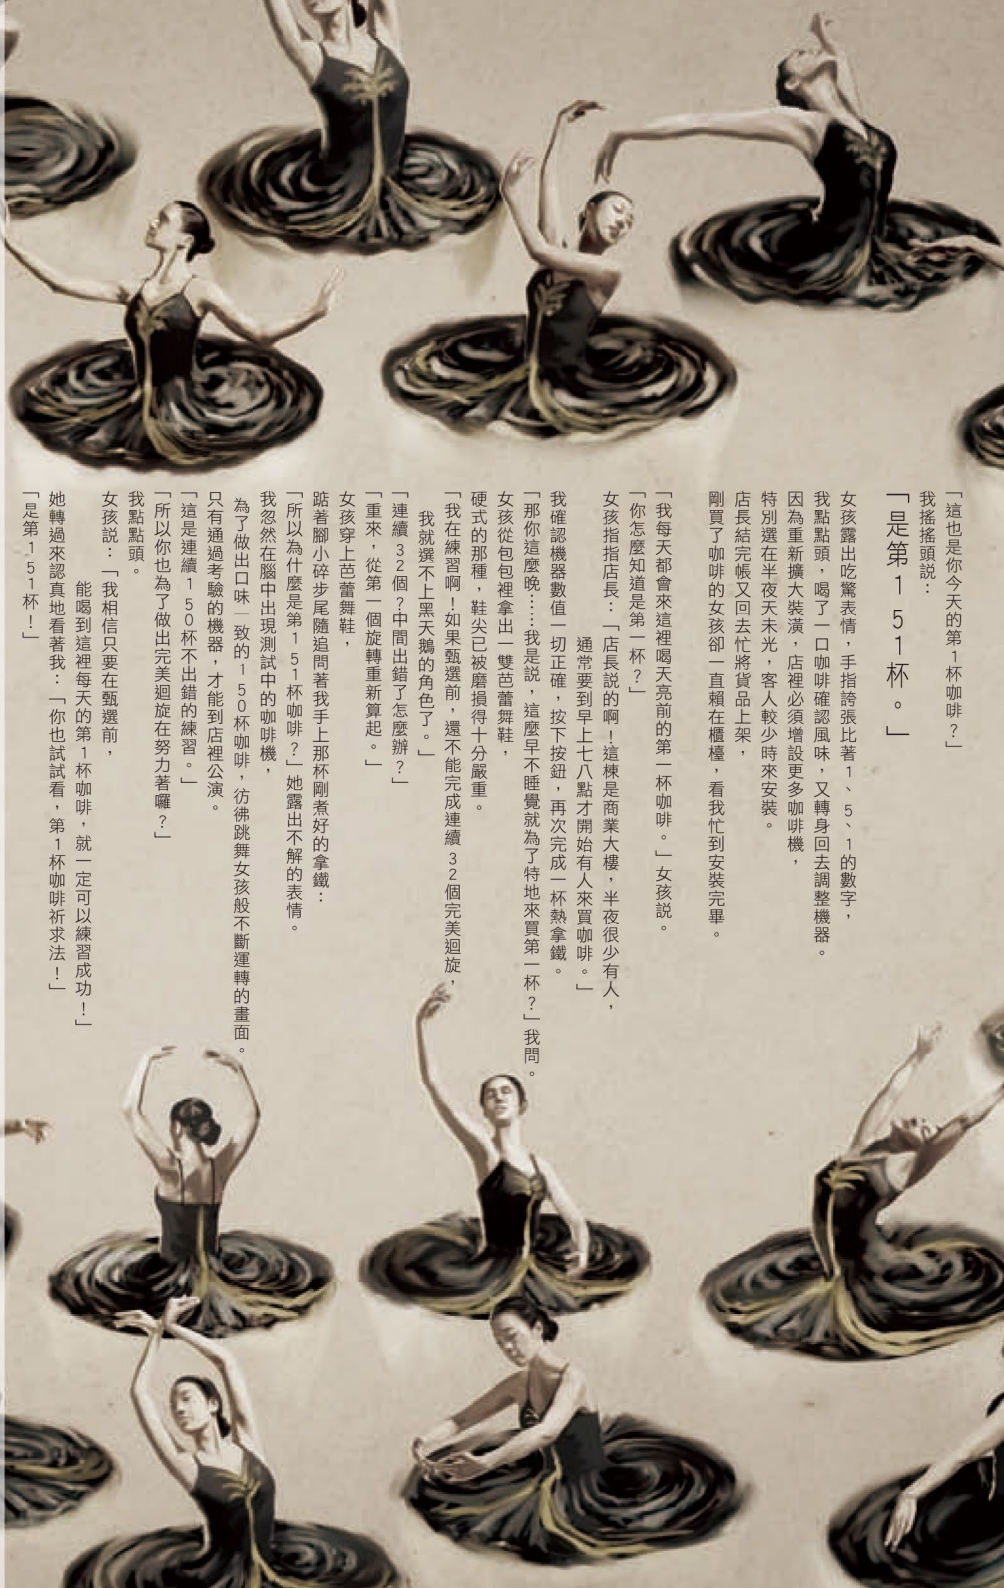 「這也是你今天的第1杯咖啡？」
我搖搖頭説：
「是第151杯。」
女孩露出吃驚表情，手指誇張比著1、5、1的數字，
我點點頭，喝了一口咖啡確認風味，又轉身回去調整機器。
因為重新擴大裝潢，店裡必須增設更多咖啡機，
特別選在半夜天未光，客人較少時來安裝。
店長結完帳又回去忙將貨品上架，
剛買了咖啡的女孩卻一直賴在櫃檯，看我忙到安裝完畢。
「我每天都會來這裡喝天亮前的第一杯咖啡。」女孩説。
「你怎麼知道是第一杯？」
女孩指指店長：「店長説的啊！這棟是商業大樓，半夜很少有人，
通常要到早上七八點才開始有人來買咖啡。」
我確認機器數值一切正確，按下按鈕，再次完成一杯熱拿鐵。
「那你這麼晚⋯⋯我是説，這麼早不睡覺就為了特地來買第一杯？」我問。
女孩從包包裡拿出一雙芭蕾舞鞋，
硬式的那種，鞋尖已被磨損得十分嚴重。
「我在練習啊！如果甄選前，還不能完成連續32個完美迴旋，
我就選不上黑天鵝的角色了。」
「連續32個？中間出錯了怎麼辦？」
「重來，從第一個旋轉重新算起。」
女孩穿上芭蕾舞鞋，
踮著腳小碎步尾隨追問著我手上那杯剛煮好的拿鐵：
「所以為什麼是第151杯咖啡？」她露出不解的表情。
我忽然在腦中出現測試中的咖啡機，
為了做出口味一致的150杯咖啡，彷彿跳舞女孩般不斷運轉的畫面。
只有通過考驗的機器，才能到店裡公演。
「這是連續150杯不出錯的練習。」
「所以你也為了做出完美迴旋在努力著囉？」
我點點頭。
女孩説：「我相信只要在甄選前，
能喝到這裡每天的第1杯咖啡，就一定可以練習成功！」
她轉過來認真地看著我：「你也試試看，第1杯咖啡祈求法！」
「是第151杯！」